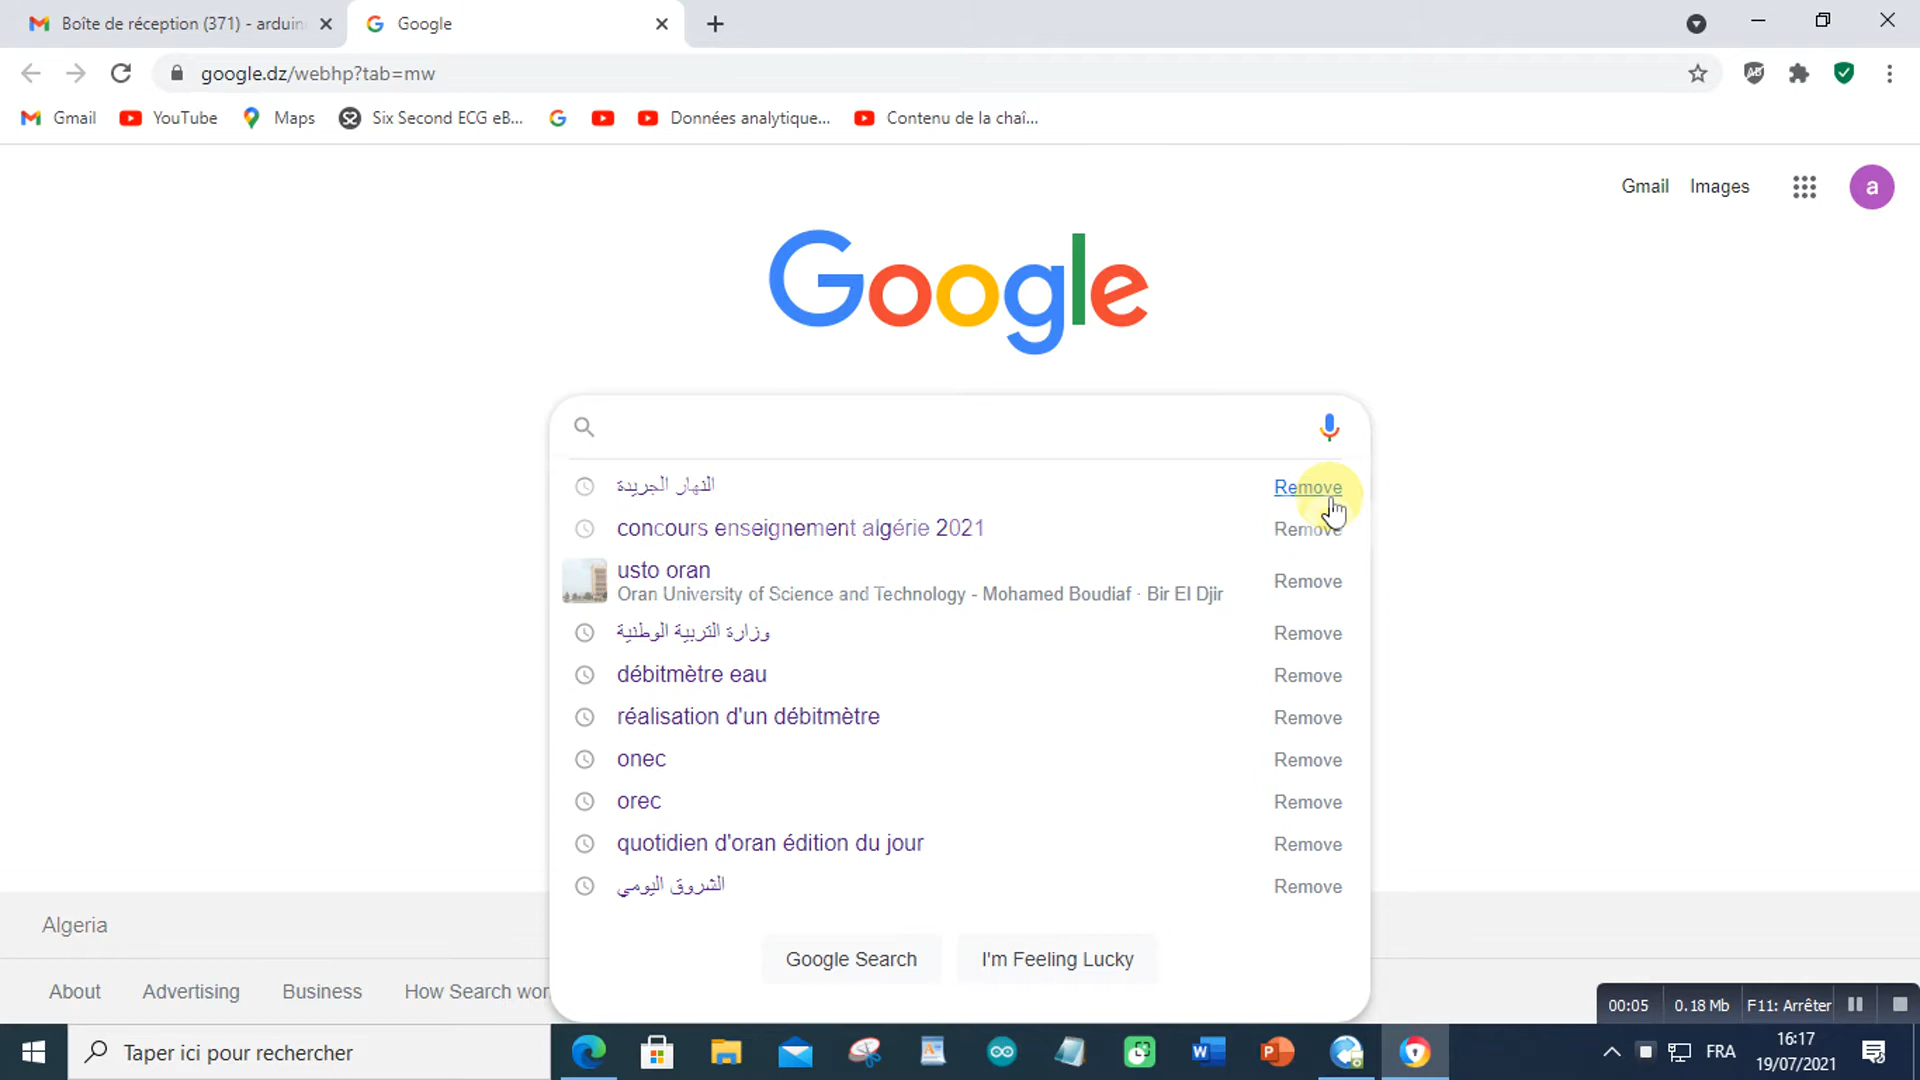 Boîte de réception (371) - arduin
Google
google.dz/webhp?tab=mw
Gmail
YouTube
Maps
Six Second ECG eB...
Données analytique...
Contenu de la chaî...
Gmail
Images
a
Google
النهار الجريدة
Remove
concours enseignement algérie 2021
Remove
usto oran
Oran University of Science and Technology - Mohamed Boudiaf · Bir El Djir
Remove
وزارة التربية الوطنية
Remove
débitmètre eau
Remove
réalisation d'un débitmètre
Remove
onec
Remove
orec
Remove
quotidien d'oran édition du jour
Remove
الشروق اليومي
Remove
Google Search
I'm Feeling Lucky
Algeria
About
Advertising
Business
How Search wor
00:05
0.18 Mb
F11: Arrêter
Taper ici pour rechercher
FRA
16:17
19/07/2021